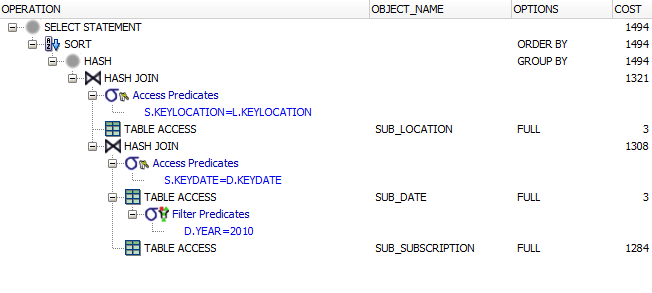 OPERATION OBJECT_NAME OPTIONS COST
SELECT STATEMENT 1494
SORT ORDER BY 1494
HASH GROUP BY 1494
HASH JOIN 1321
Access Predicates
S.KEYLOCATION=L.KEYLOCATION
TABLE ACCESS SUB_LOCATION FULL 3
HASH JOIN 1308
Access Predicates
S.KEYDATE=D.KEYDATE
TABLE ACCESS SUB_DATE FULL 3
Filter Predicates
D.YEAR=2010
TABLE ACCESS SUB_SUBSCRIPTION FULL 1284